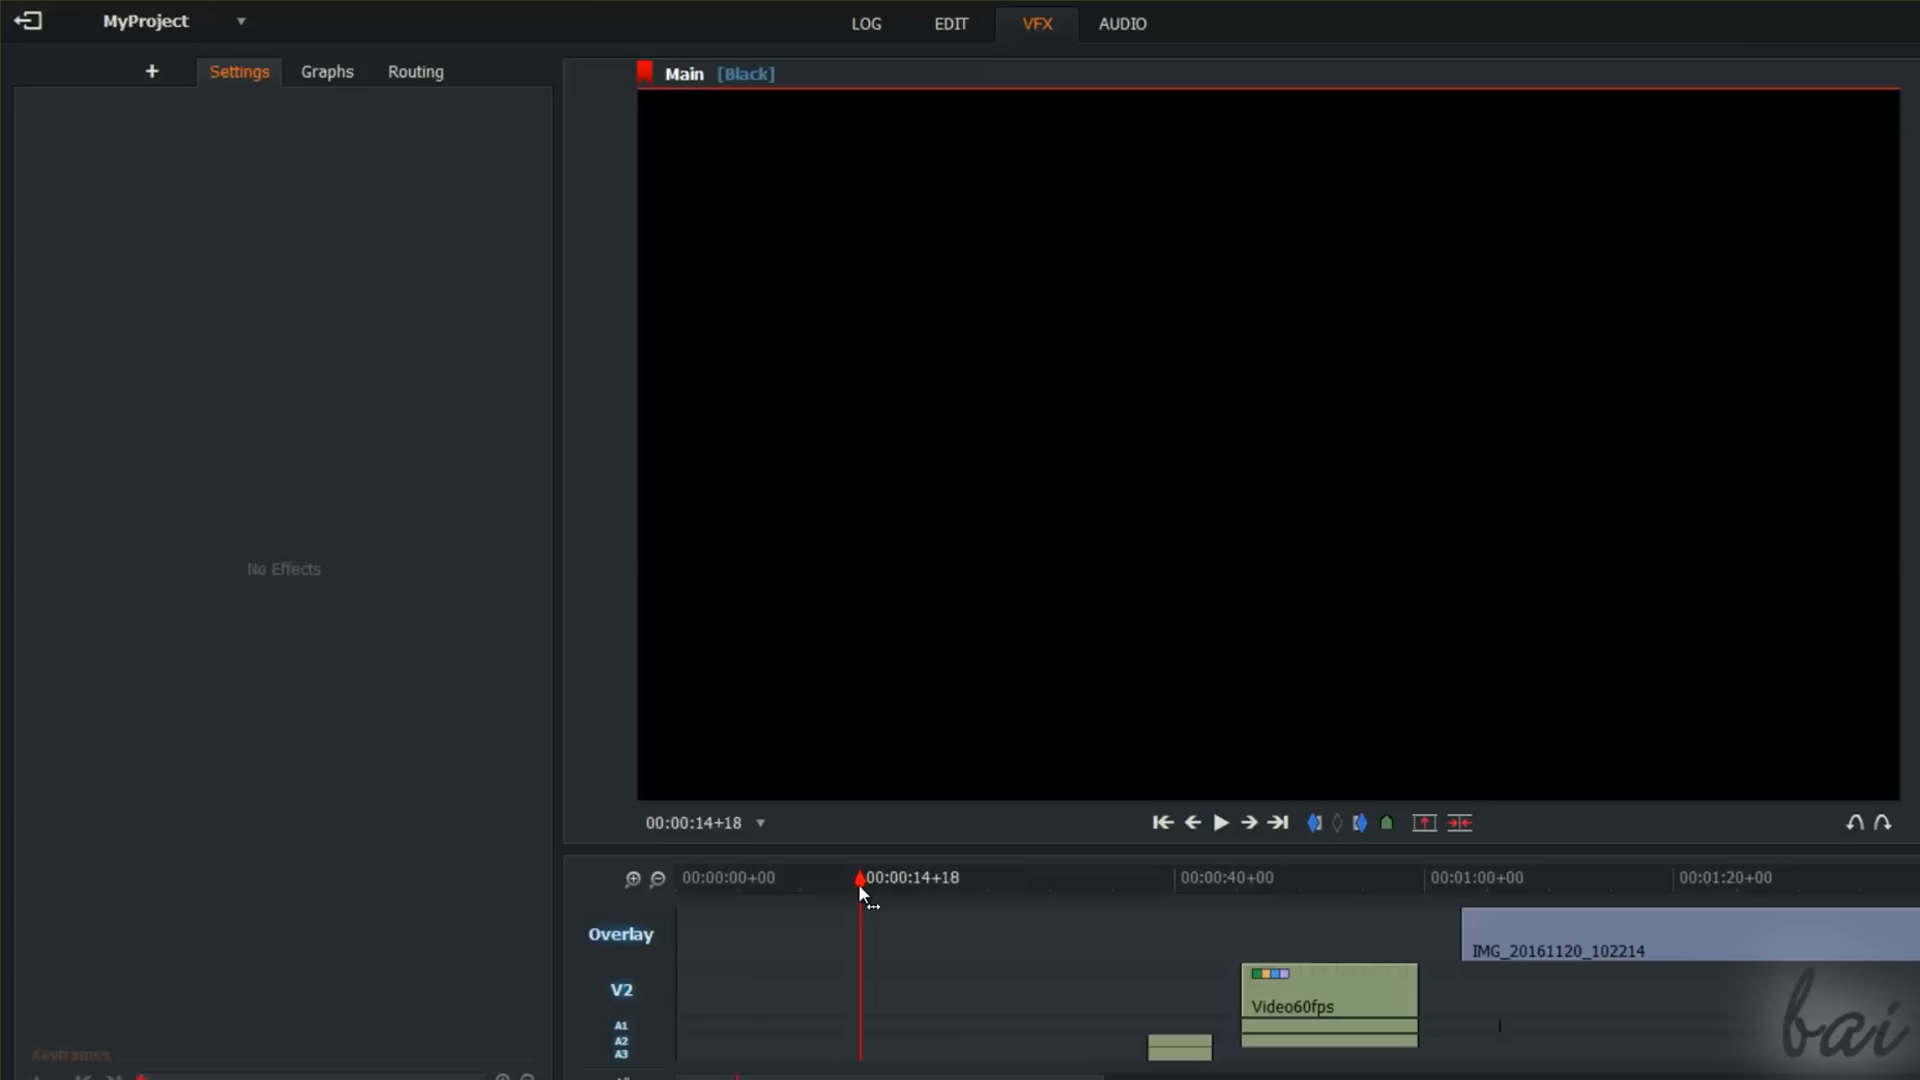 MyProject
LOG
EDIT
VFX
AUDIO
+
Settings
Graphs
Routing
Main [Black]
No Effects
00:00:14+18
00:00:00+00
00:00:14+18
00:00:40+00
00:01:00+00
00:01:20+00
Overlay
IMG_20161120_102214
V2
Video60fps
A1
A2
A3
Keyframes
bai